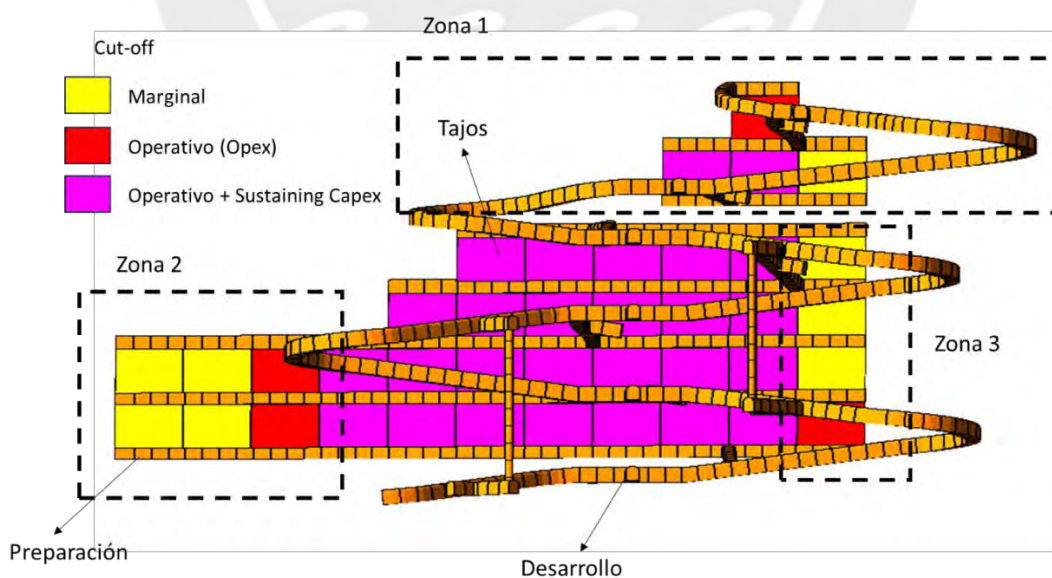 Zona 1
Cut-off
Marginal
Operativo (Opex)
Operativo + Sustaining Capex
Tajos
Zona 2
Zona 3
Preparación
Desarrollo